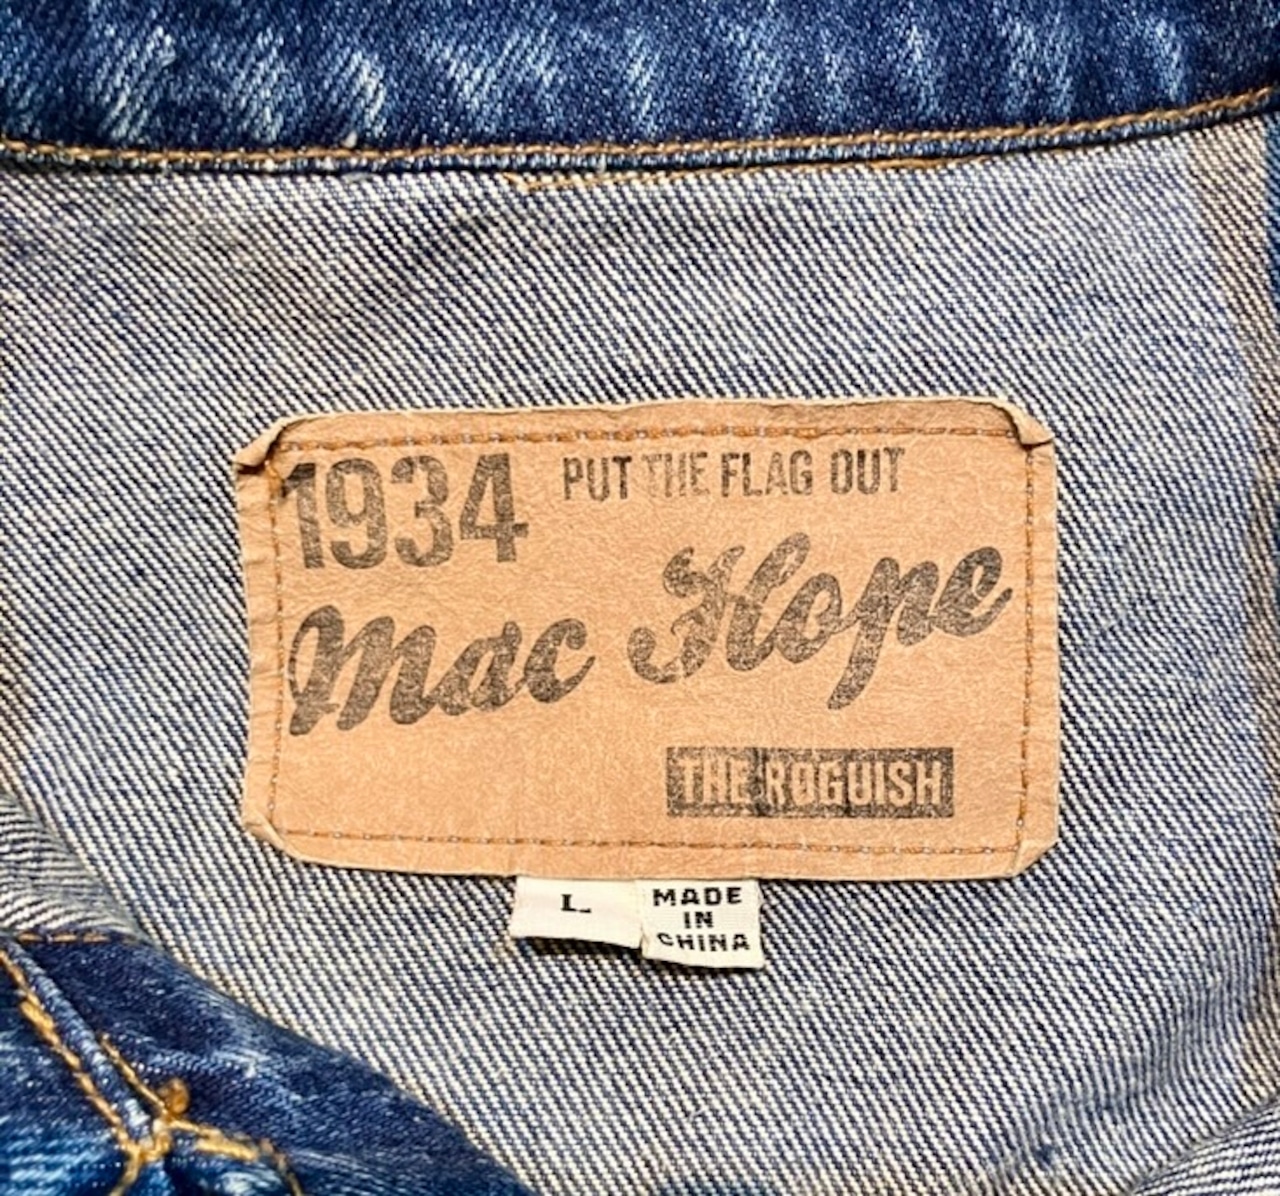 1934 PUT THE FLAG OUT
Mac Hope
THE ROGUISH
L
MADE
IN
CHINA